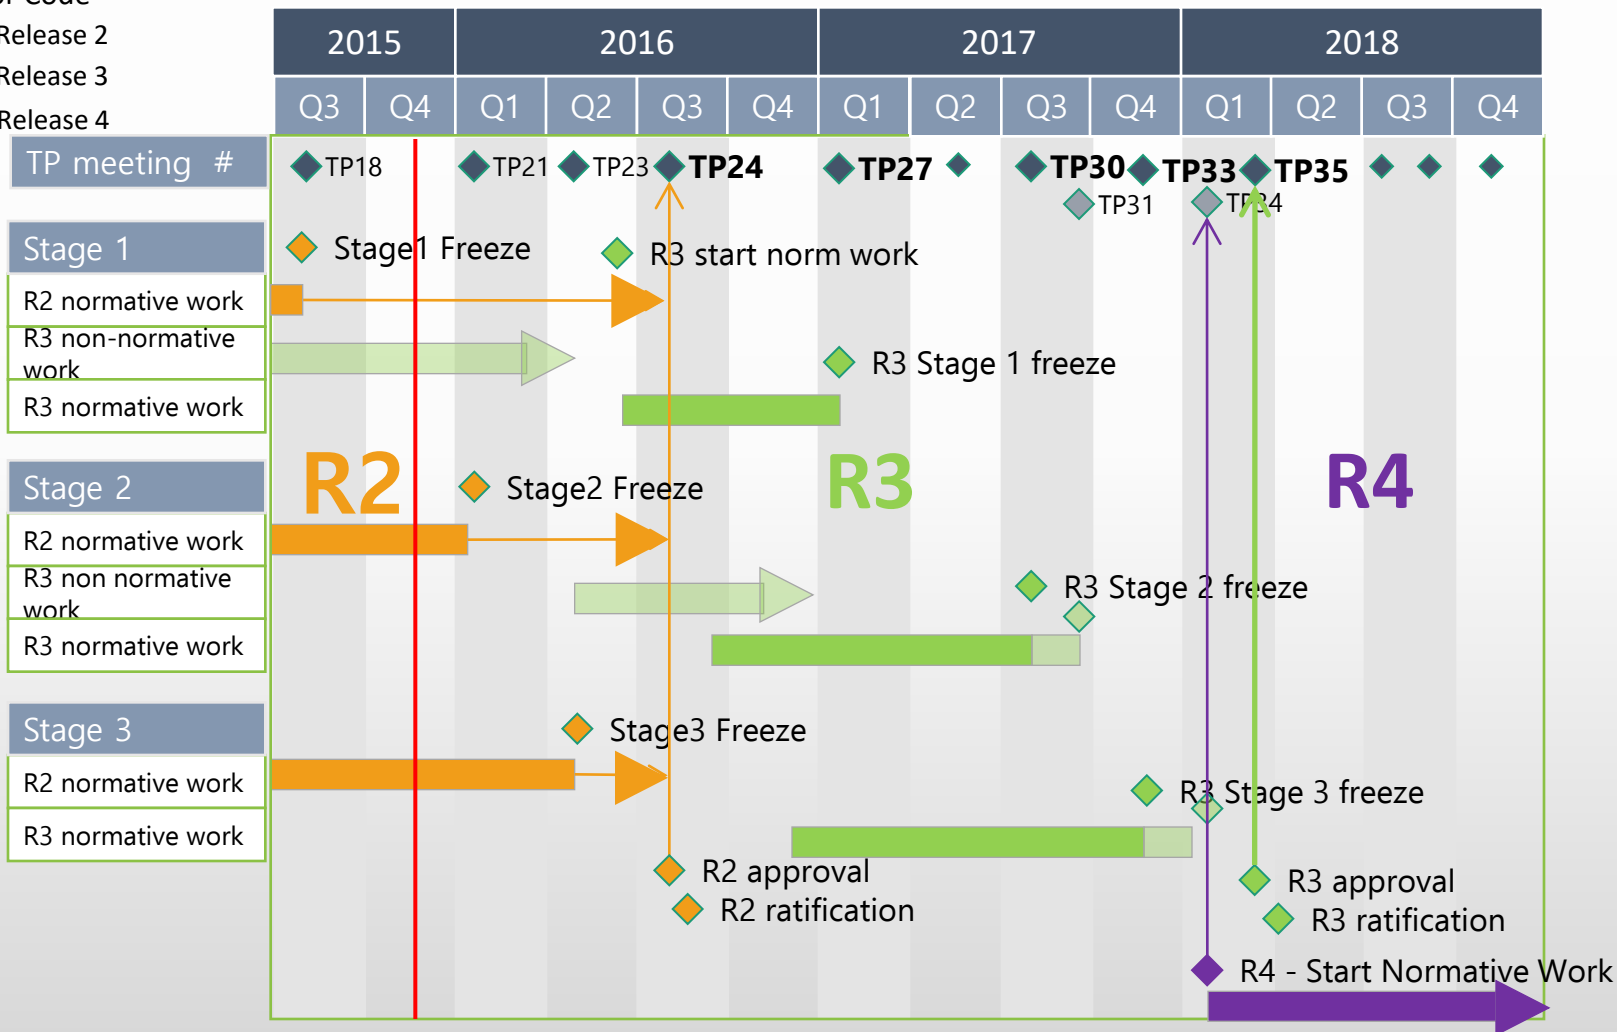 Release 2
Release 3
Release 4
2015 2016 2017 2018
Q3 Q4 Q1 Q2 Q3 Q4 Q1 Q2 Q3 Q4 Q1 Q2 Q3 Q4
TP meeting #
TP18 TP21 TP23 TP24 TP27 TP30 TP33 TP35
TP31 TP34
Stage 1
Stage1 Freeze
R3 start norm work
R2 normative work
R3 non-normative
work
R3 Stage 1 freeze
R3 normative work
R2 R3 R4
Stage 2
Stage2 Freeze
R2 normative work
R3 non normative
work
R3 Stage 2 freeze
R3 normative work
Stage 3
Stage3 Freeze
R2 normative work
R3 Stage 3 freeze
R3 normative work
R2 approval
R3 approval
R2 ratification
R3 ratification
R4 - Start Normative Work